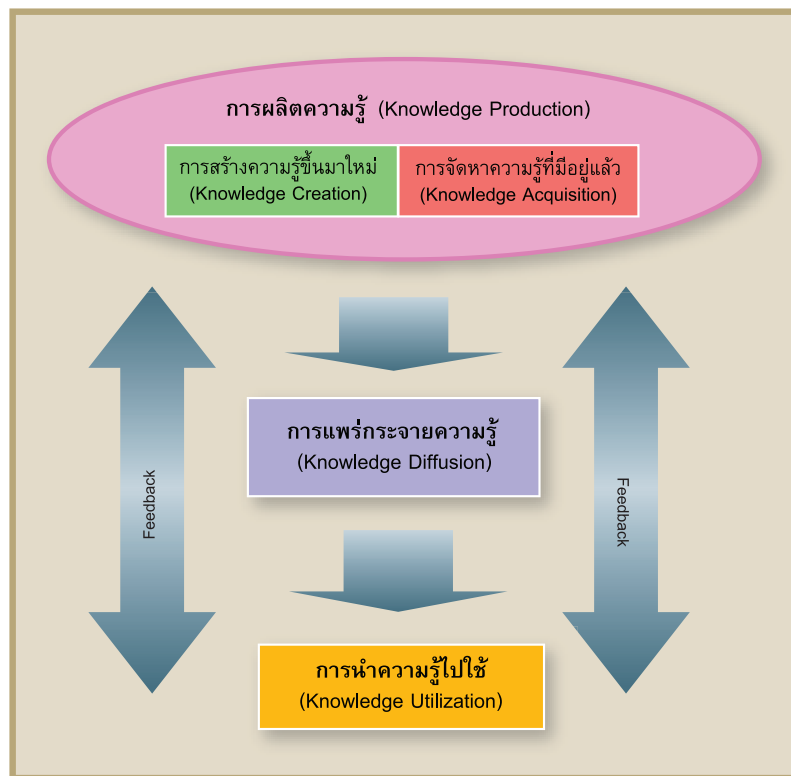 การผลิตความรู้ (Knowledge Production)
การสร้างความรู้ขึ้นมาใหม่
(Knowledge Creation)
การจัดหาความรู้ที่มีอยู่แล้ว
(Knowledge Acquisition)
การแพร่กระจายความรู้
(Knowledge Diffusion)
Feedback
Feedback
การนำความรู้ไปใช้
(Knowledge Utilization)